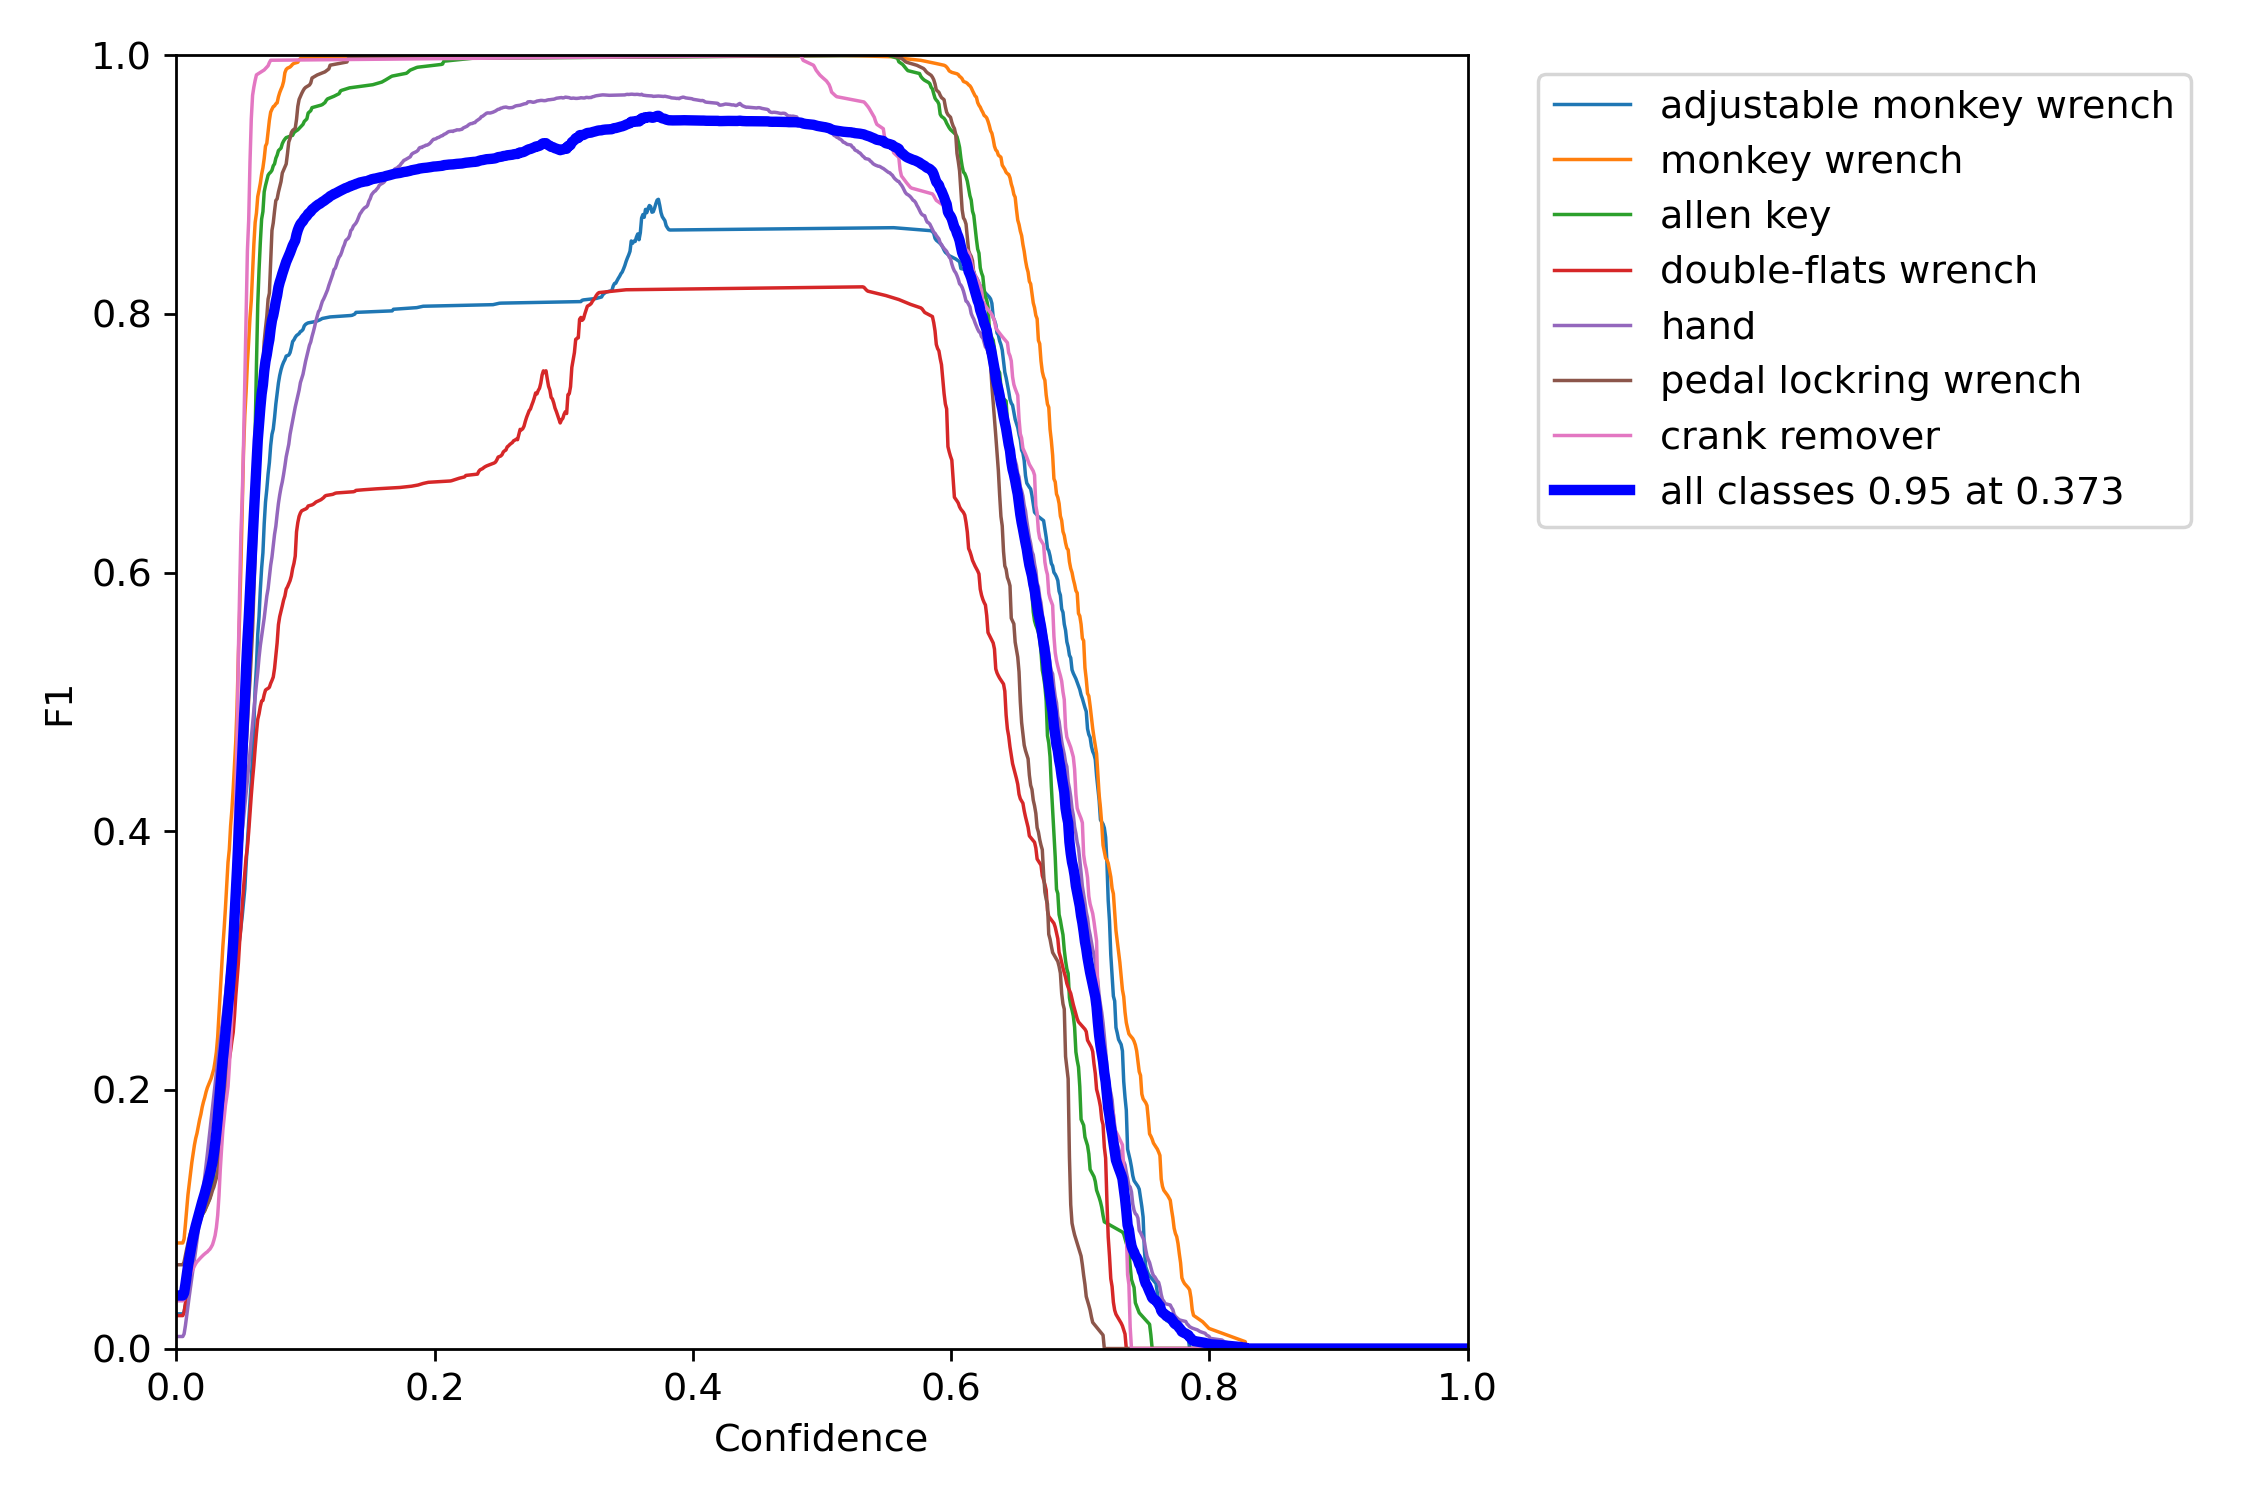 1.0
0.8
0.6
0.4
0.2
0.0
F1
0.0 0.2 0.4 0.6 0.8 1.0
Confidence
adjustable monkey wrench
monkey wrench
allen key
double-flats wrench
hand
pedal lockring wrench
crank remover
all classes 0.95 at 0.373